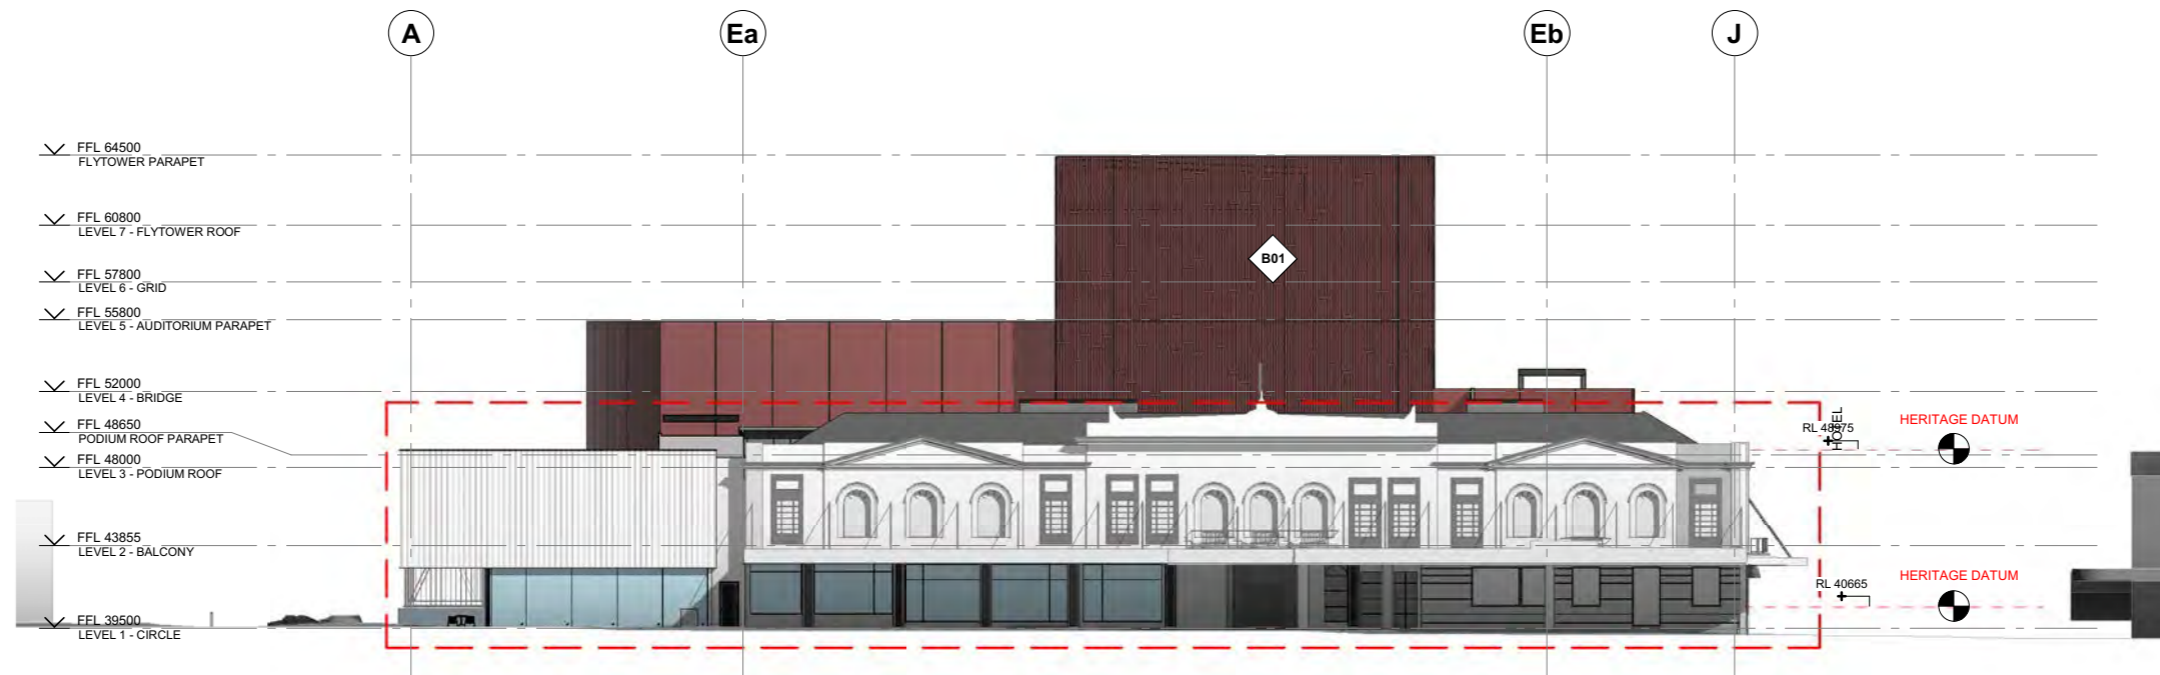 A
Ea
Eb
J
FFL 64500
FLYTOWER PARAPET
FFL 60800
LEVEL 7 - FLYTOWER ROOF
B01
FFL 57800
LEVEL 6 - GRID
FFL 55800
LEVEL 5 - AUDITORIUM PARAPET
FFL 52000
LEVEL 4 - BRIDGE
FFL 48650
PODIUM ROOF PARAPET
HOTEL
RL 48975
HERITAGE DATUM
FFL 48000
LEVEL 3 - PODIUM ROOF
FFL 43855
LEVEL 2 - BALCONY
RL 40665
HERITAGE DATUM
FFL 39500
LEVEL 1 - CIRCLE